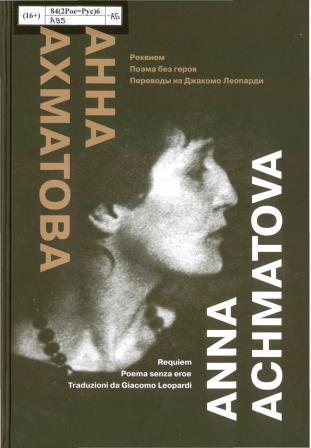 (16+)
84(2Рос=Рус)6
А95
-АБ
АННА
АХМАТОВА
Реквием
Поэма без героя
Переводы из Джакомо Леопарди
ANNA
ACHMATOVA
Requiem
Poema senza eroe
Traduzioni da Giacomo Leopardi